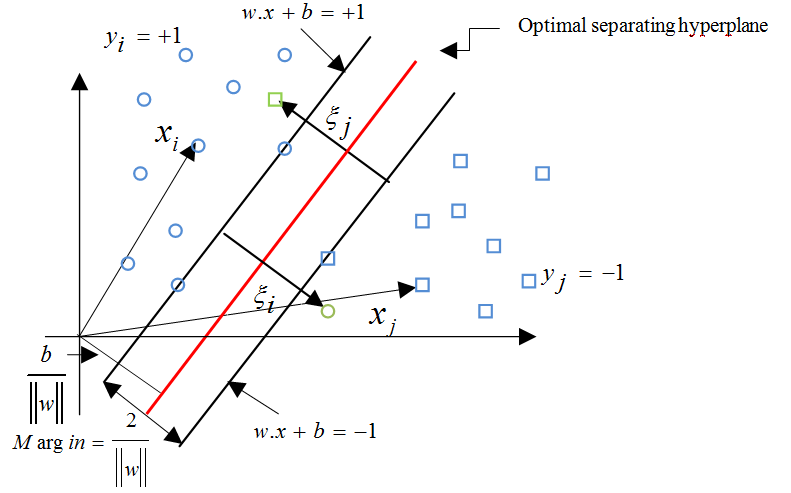 w.x + b = +1
Optimal separating hyperplane
y_i = +1
ξ_j
x_i
ξ_i
y_j = −1
x_j
b
‖w‖
2
M arg in =
‖w‖
w.x + b = −1